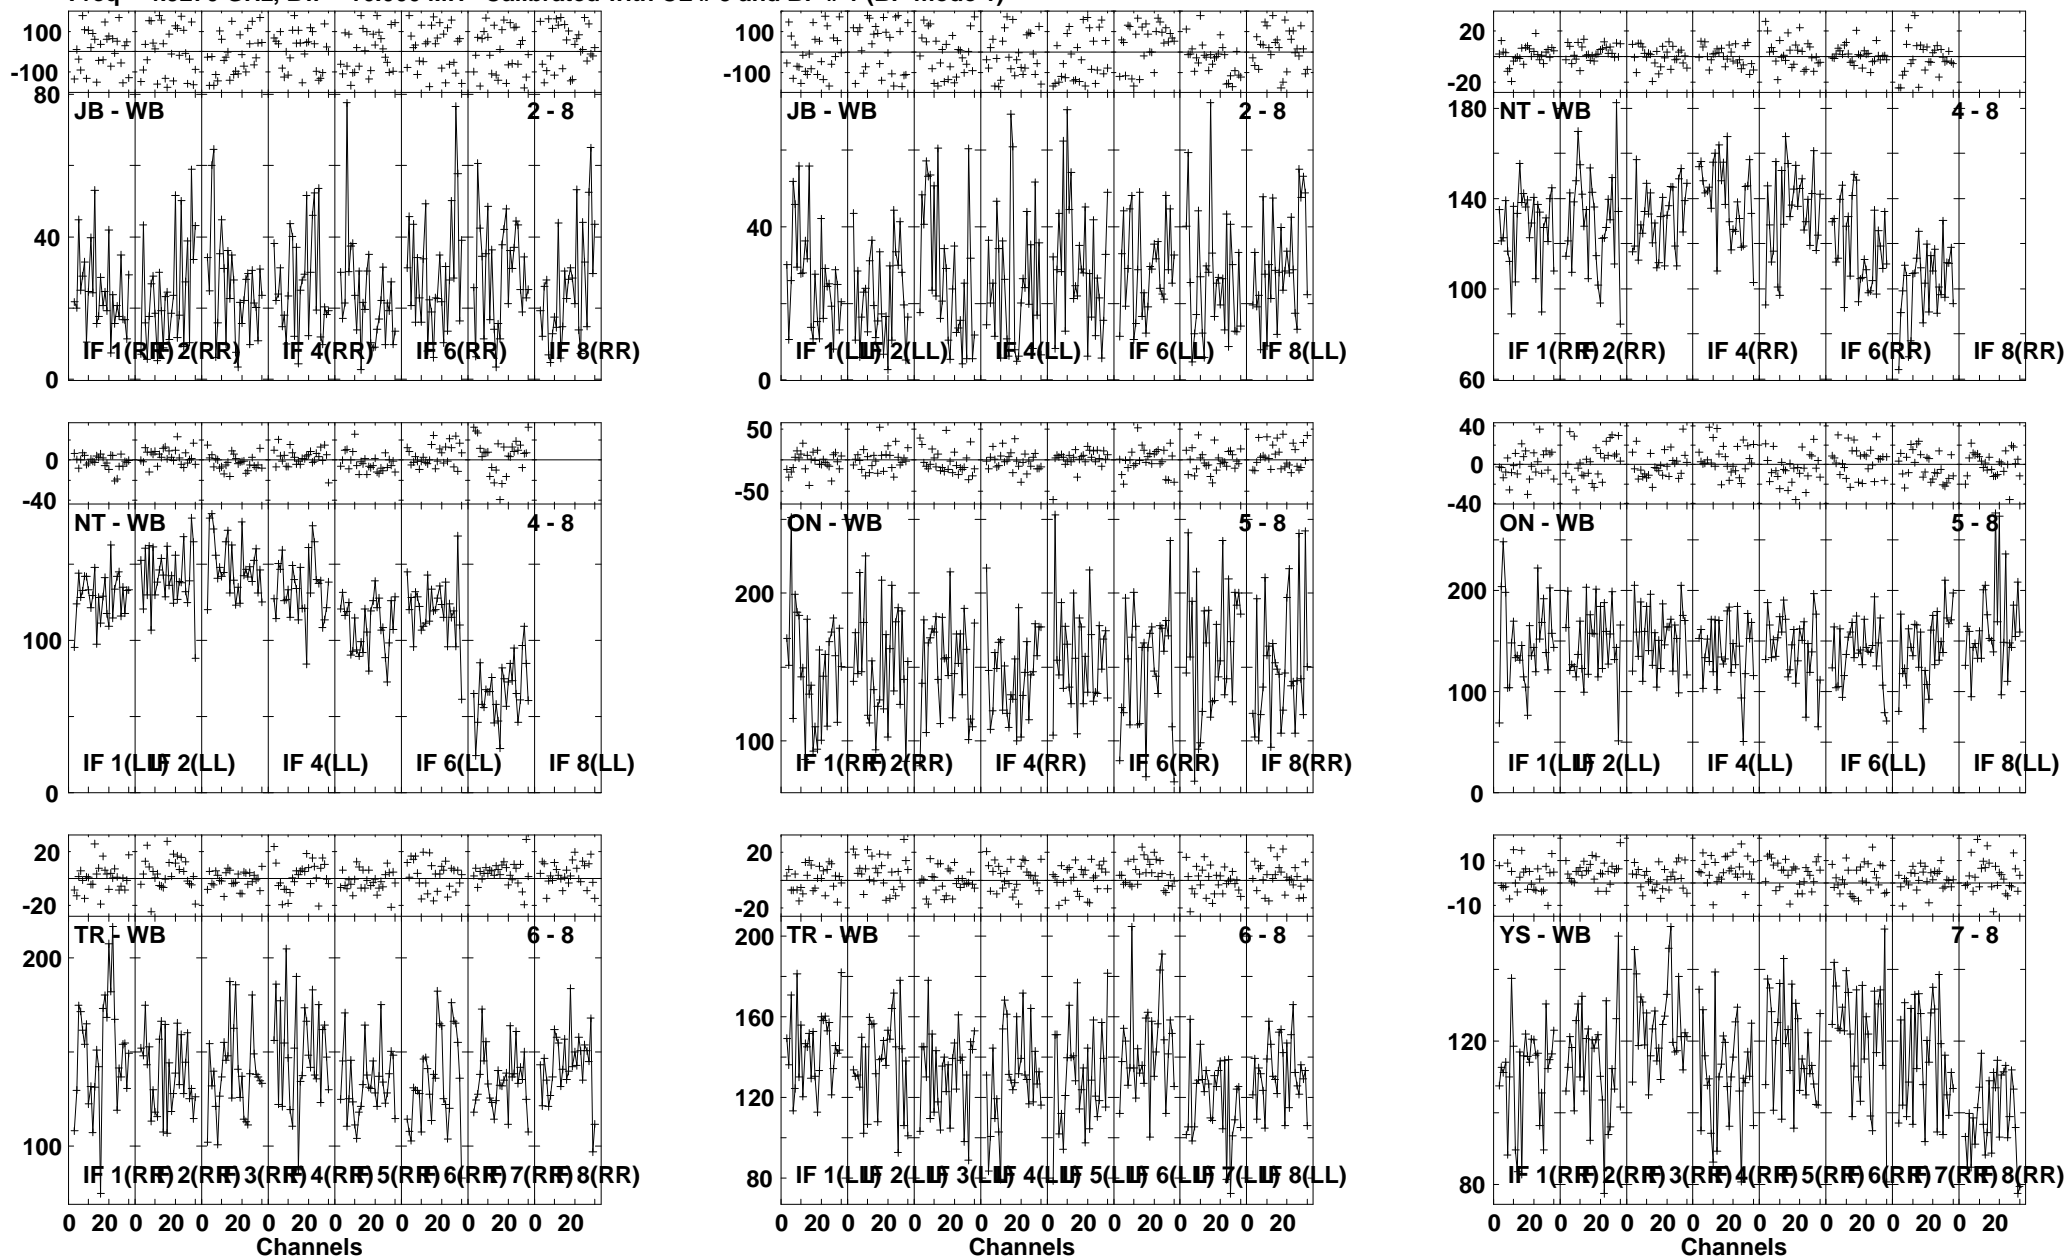 100
-100
80
40
0
JB - WB 2 - 8
IF 1(RR) IF 2(RR) IF 4(RR) IF 6(RR) IF 8(RR)
100
-100
40
0
JB - WB 2 - 8
IF 1(LL) IF 2(LL) IF 4(LL) IF 6(LL) IF 8(LL)
20
-20
180
140
100
60
NT - WB 4 - 8
IF 1(RR) IF 2(RR) IF 4(RR) IF 6(RR) IF 8(RR)
0
-40
100
0
NT - WB 4 - 8
IF 1(LL) IF 2(LL) IF 4(LL) IF 6(LL) IF 8(LL)
50
-50
200
100
ON - WB 5 - 8
IF 1(RR) IF 2(RR) IF 4(RR) IF 6(RR) IF 8(RR)
40
0
-40
200
100
0
ON - WB 5 - 8
IF 1(LL) IF 2(LL) IF 4(LL) IF 6(LL) IF 8(LL)
20
-20
200
100
TR - WB 6 - 8
IF 1(RR) IF 2(RR) IF 3(RR) IF 4(RR) IF 5(RR) IF 6(RR) IF 7(RR) IF 8(RR)
0 20 0 20 0 20 0 20 0 20 0 20 0 20 0 20
Channels
20
-20
200
160
120
80
TR - WB 6 - 8
IF 1(LL) IF 2(LL) IF 3(LL) IF 4(LL) IF 5(LL) IF 6(LL) IF 7(LL) IF 8(LL)
0 20 0 20 0 20 0 20 0 20 0 20 0 20 0 20
10
-10
120
80
YS - WB 7 - 8
IF 1(RR) IF 2(RR) IF 3(RR) IF 4(RR) IF 5(RR) IF 6(RR) IF 7(RR) IF 8(RR)
0 20 0 20 0 20 0 20 0 20 0 20 0 20 0 20
Channels